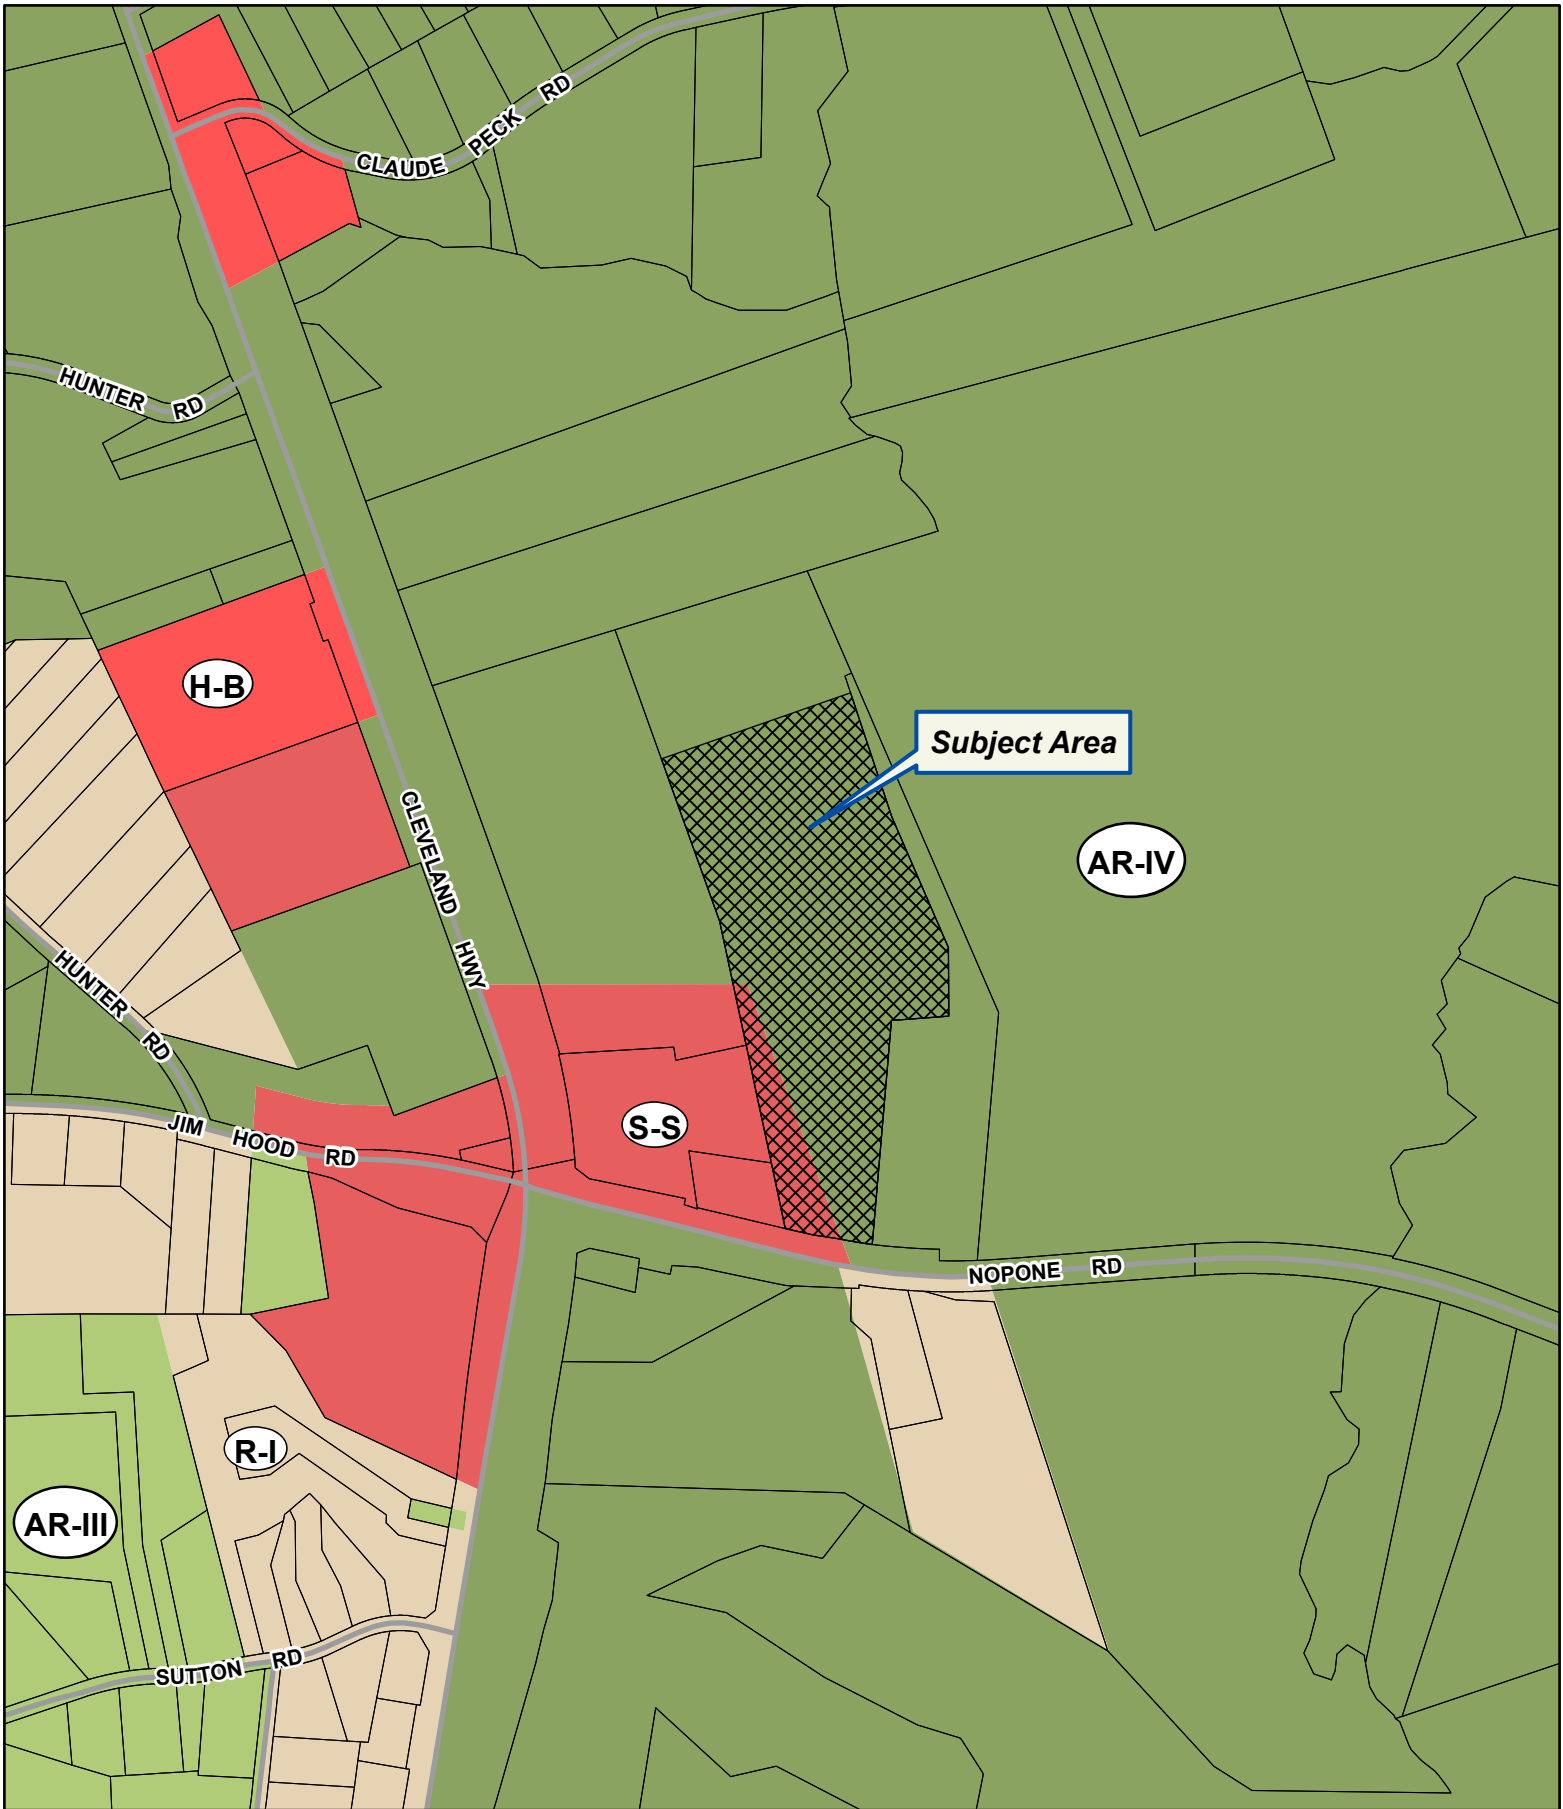 CLAUDE PECK RD
HUNTER RD
H-B
Subject Area
CLEVELAND HWY
AR-IV
HUNTER RD
S-S
JIM HOOD RD
NOPONE RD
R-I
AR-III
SUTTON RD